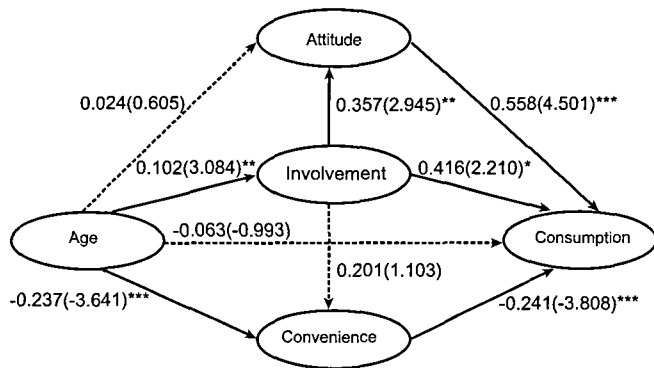 Attitude
0.024(0.605)
0.357(2.945)**
0.558(4.501)***
0.102(3.084)**
Involvement
0.416(2.210)*
Age
-0.063(-0.993)
Consumption
0.201(1.103)
-0.237(-3.641)***
-0.241(-3.808)***
Convenience